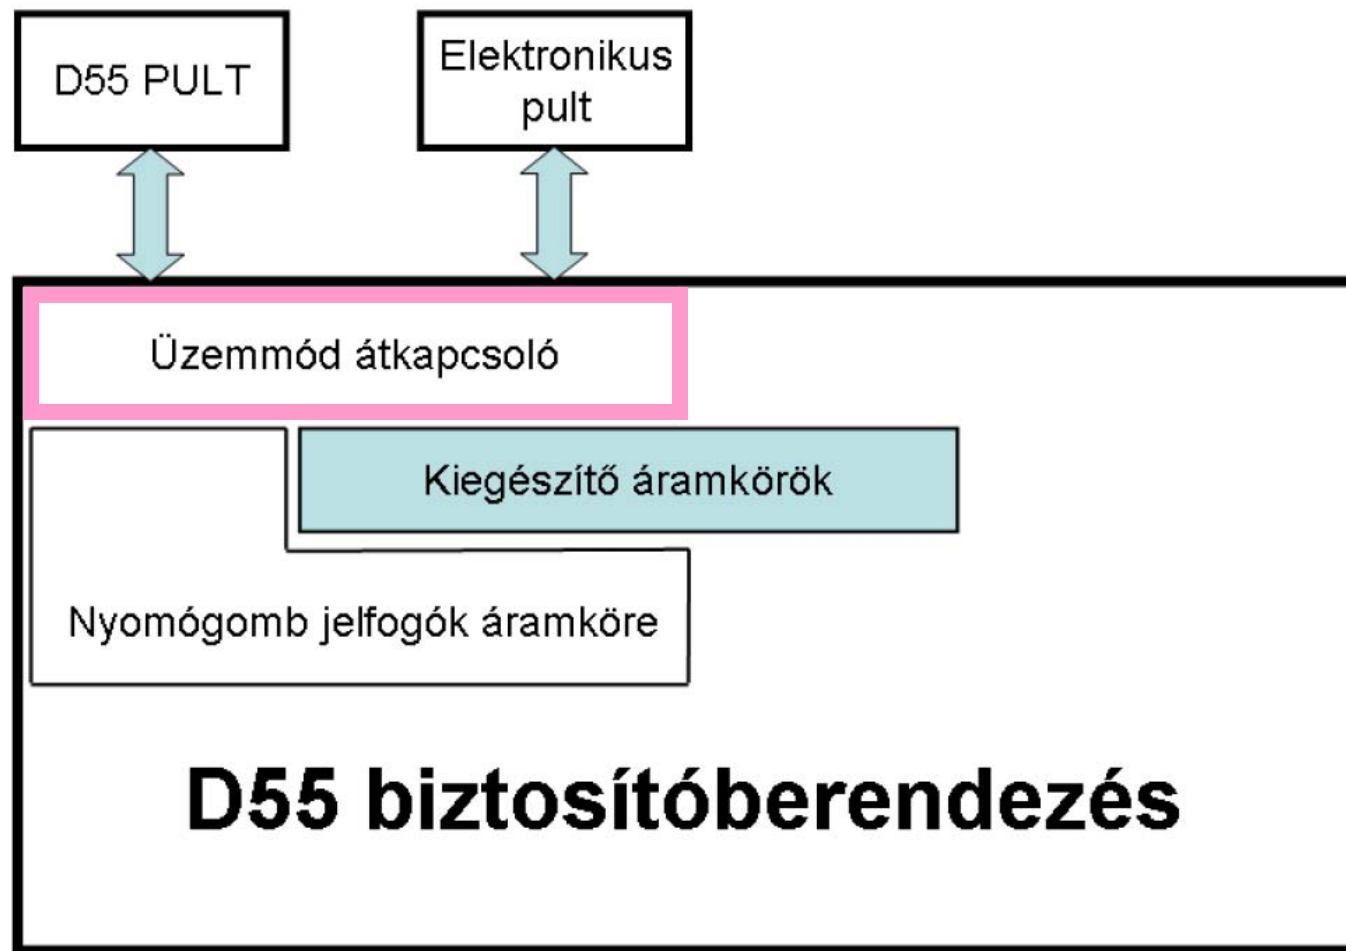 D55 PULT
Elektronikus
pult
Üzemmód átkapcsoló
Kiegészítő áramkörök
Nyomógomb jelfogók áramköre
D55 biztosítóberendezés